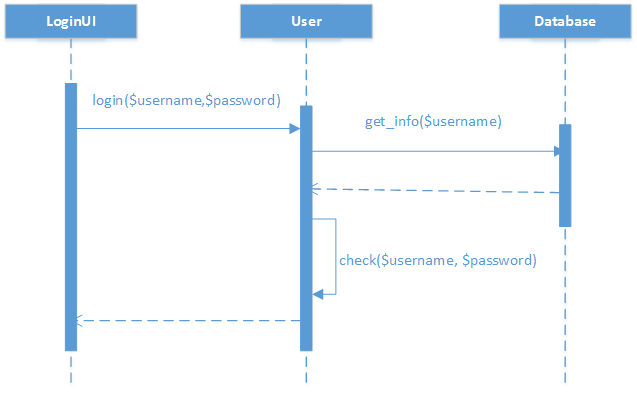 LoginUI
User
Database
login($username,$password)
get_info($username)
check($username, $password)